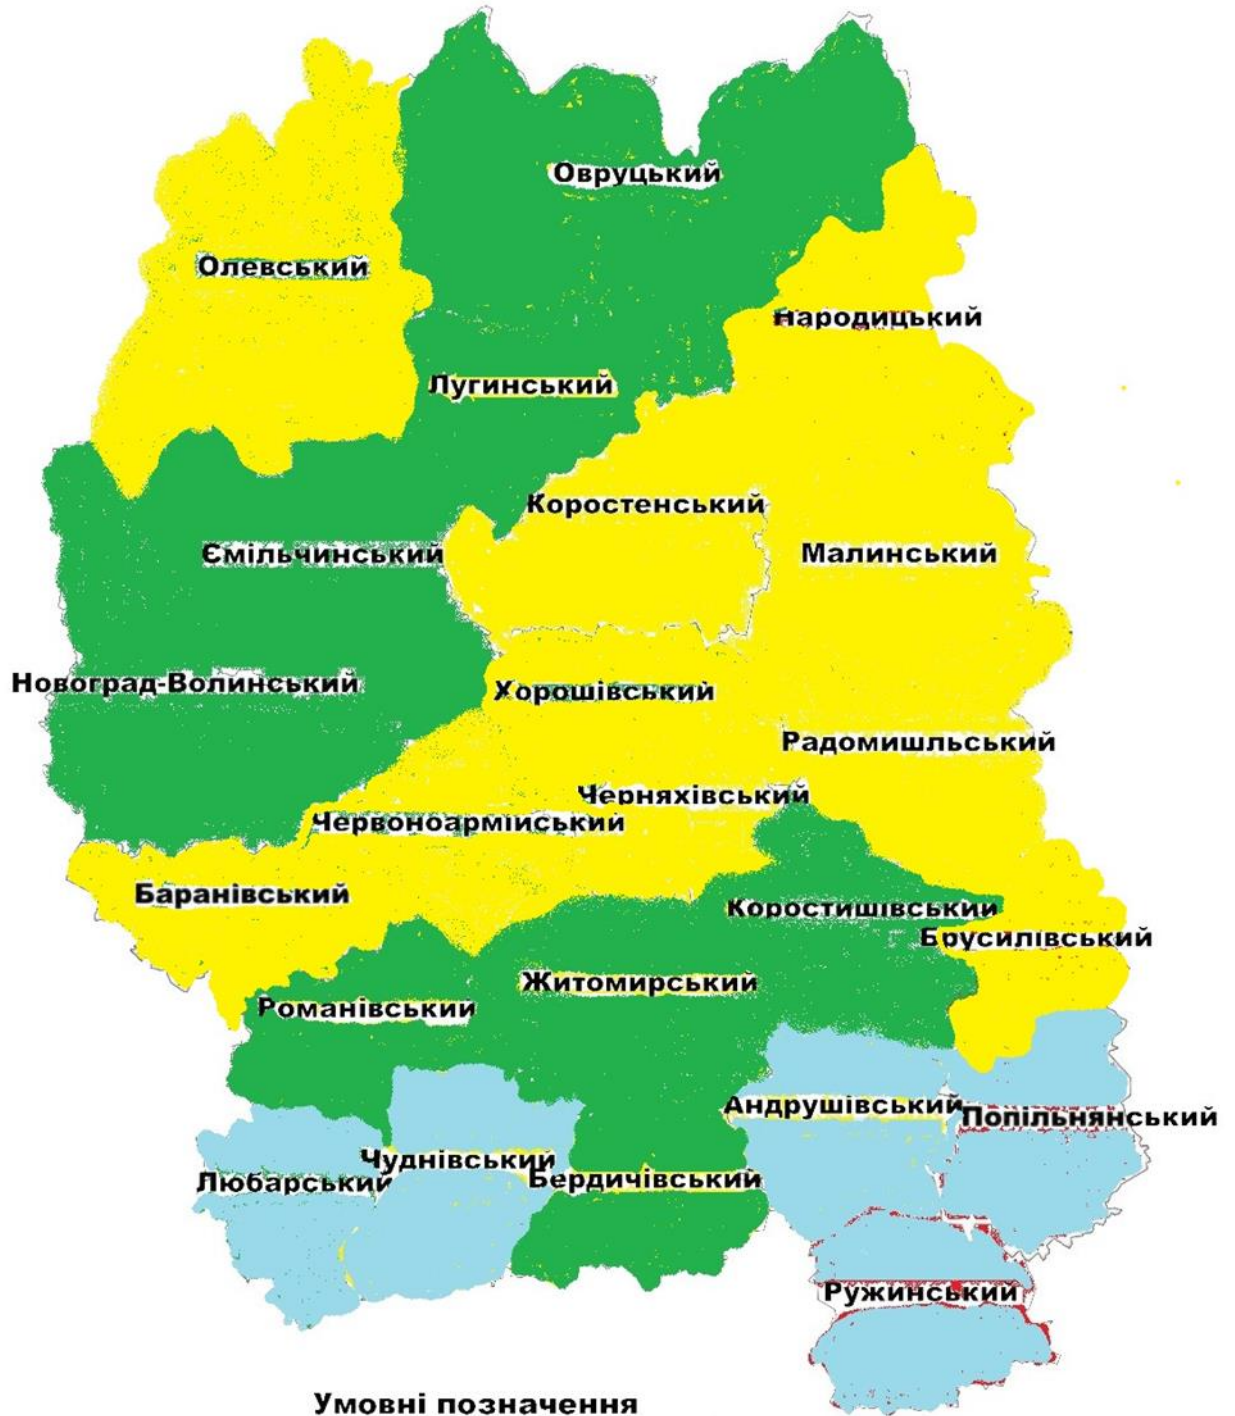 Овруцький
Олевський
Народицький
Лугинський
Коростенський
Ємільчинський
Малинський
Новоград-Волинський
Хорошівський
Радомишльський
Черняхівський
Червоноармійський
Баранівський
Коростишівський
Брусилівський
Житомирський
Романівський
Андрушівський
Попільнянський
Чуднівський
Любарський
Бердичівський
Ружинський
Умовні позначення